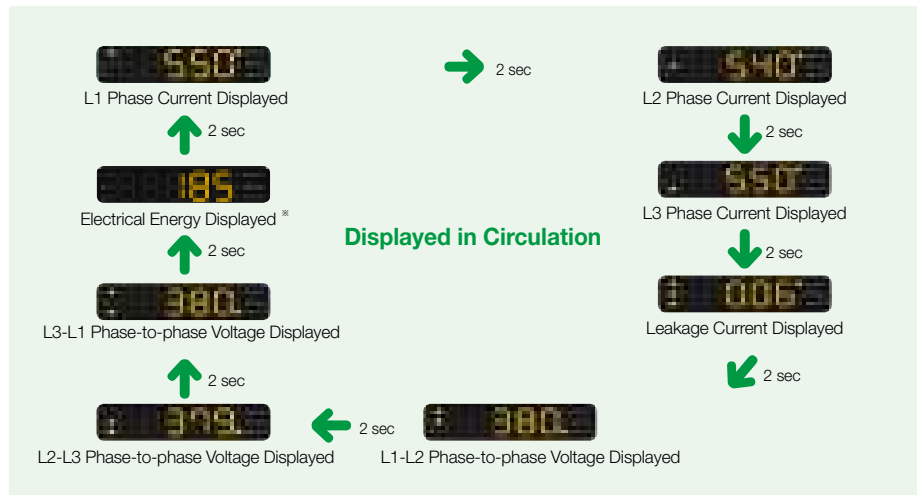 550
2 sec
540
L1 Phase Current Displayed
L2 Phase Current Displayed
2 sec
2 sec
185
550
Electrical Energy Displayed ※
L3 Phase Current Displayed
Displayed in Circulation
2 sec
2 sec
380
0.06
L3-L1 Phase-to-phase Voltage Displayed
Leakage Current Displayed
2 sec
2 sec
379
2 sec
380
L2-L3 Phase-to-phase Voltage Displayed
L1-L2 Phase-to-phase Voltage Displayed